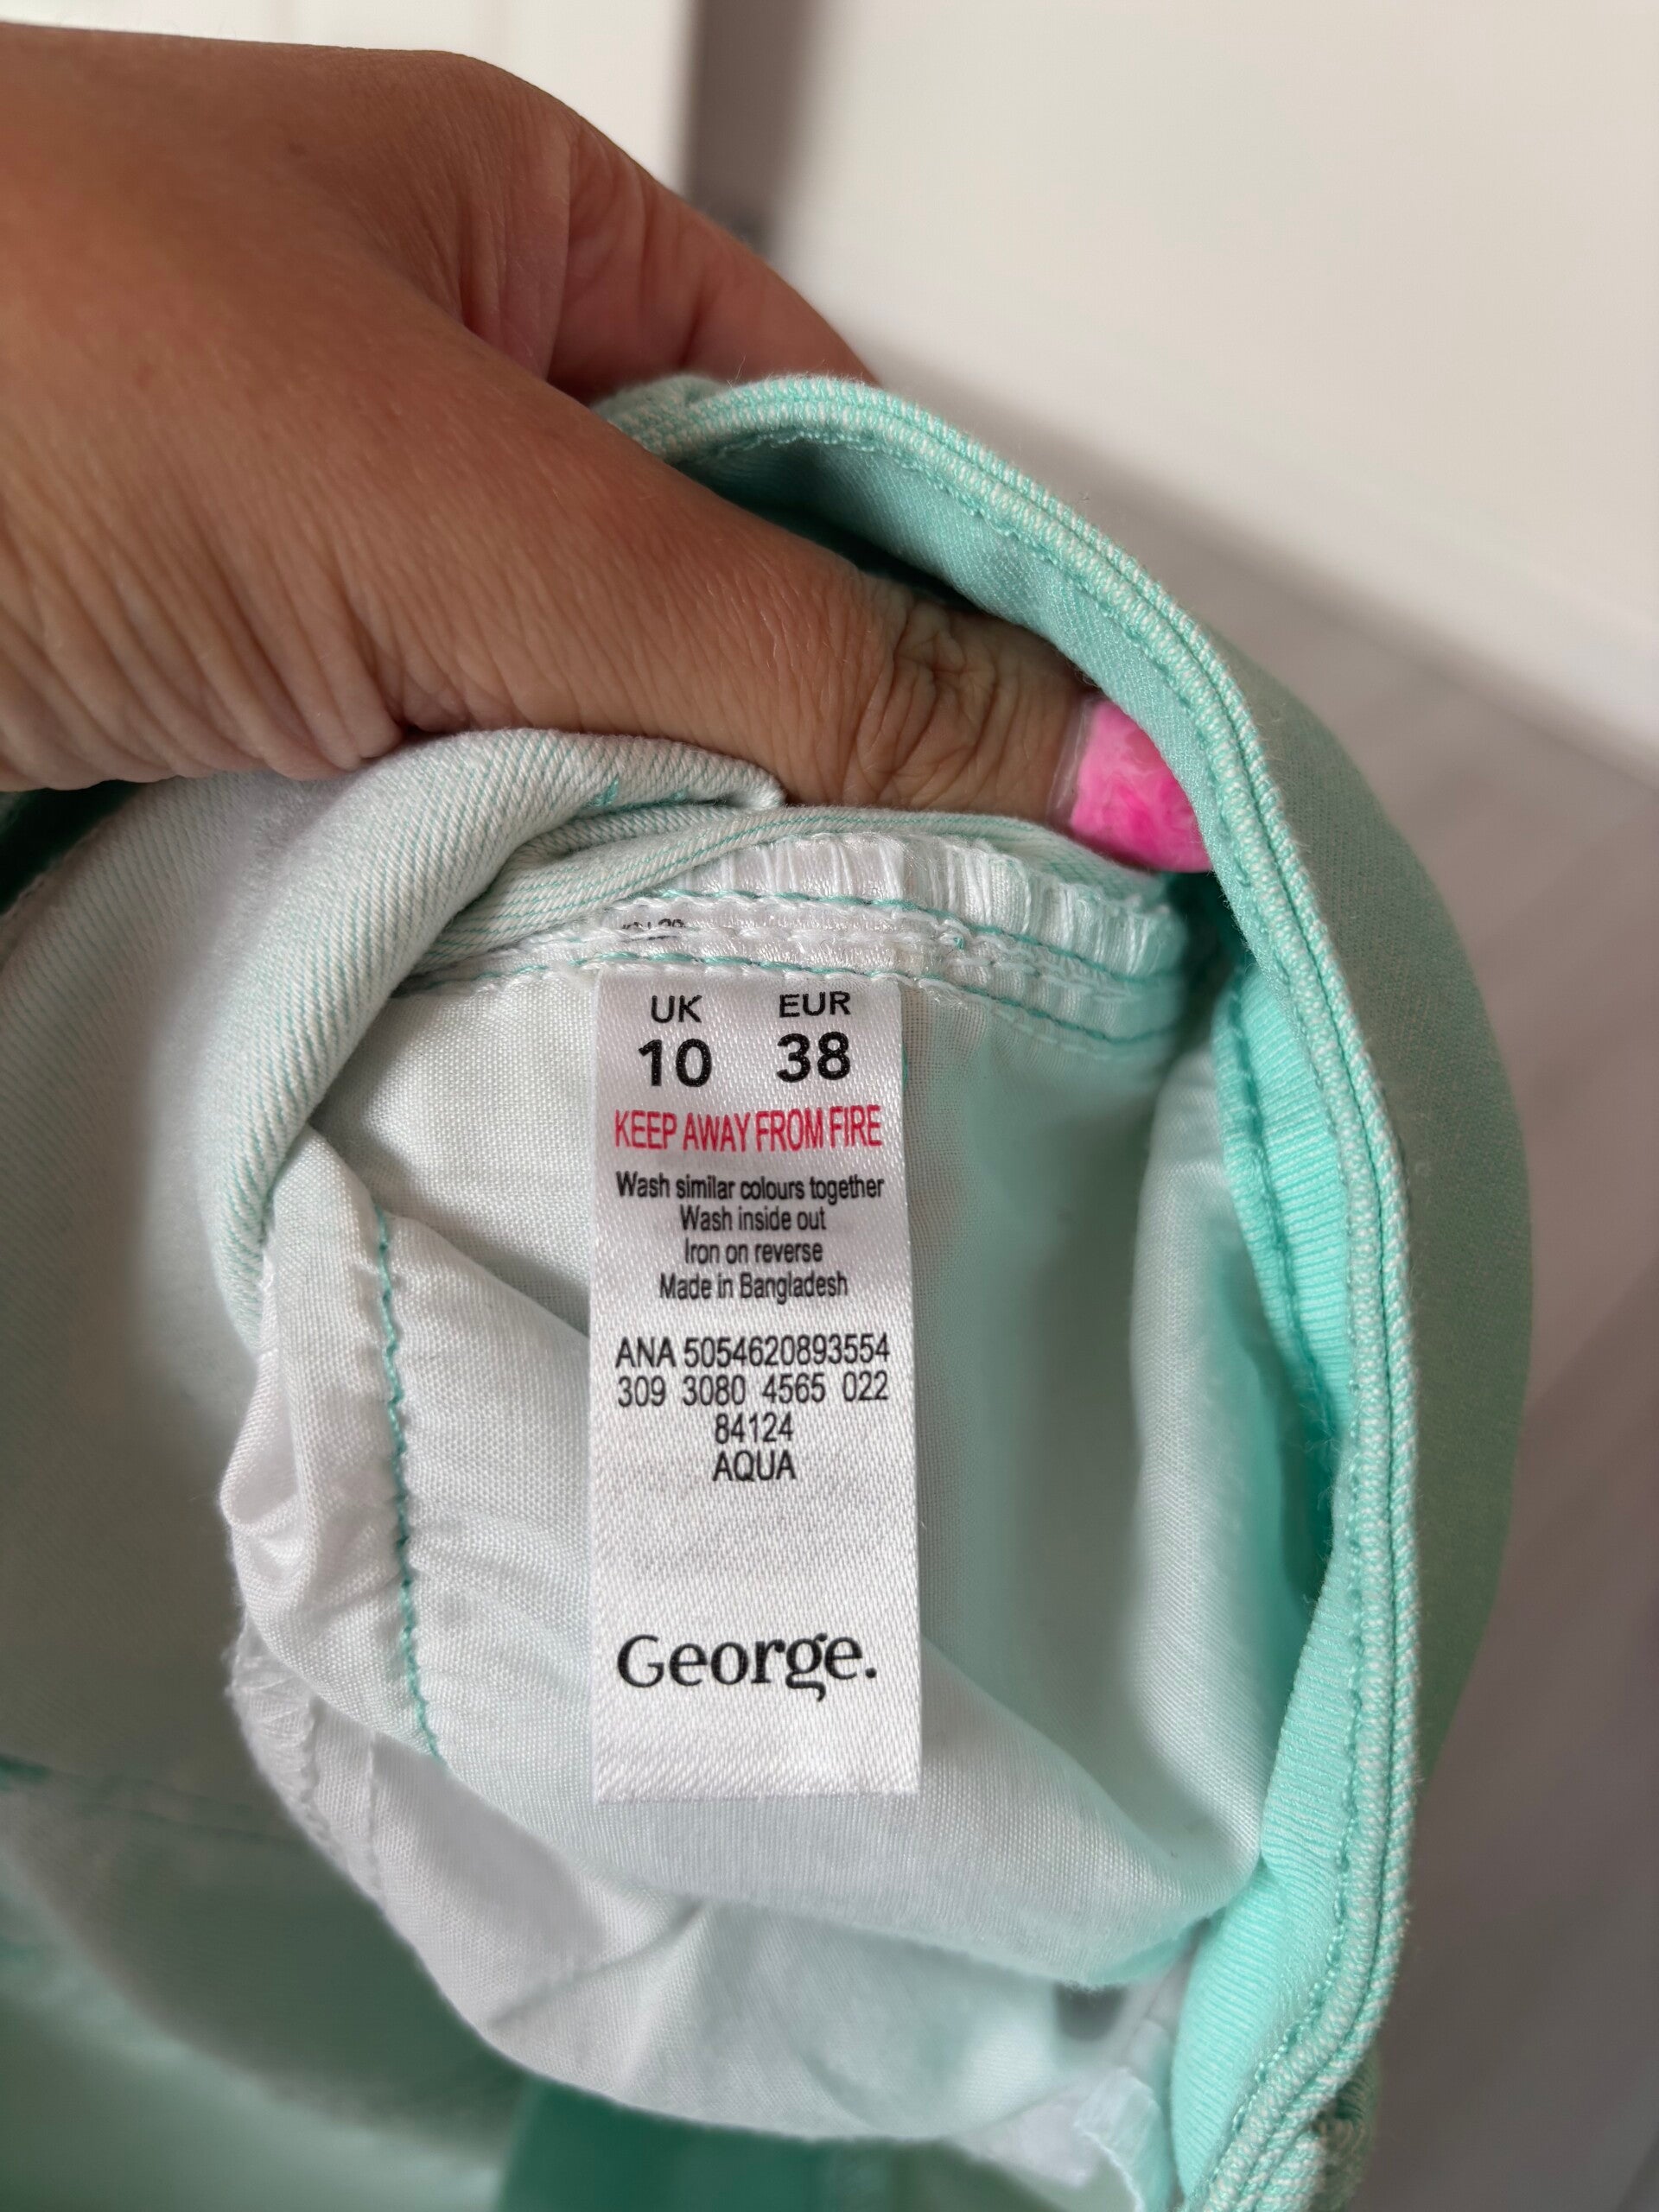 UK EUR
10 38
KEEP AWAY FROM FIRE
Wash similar colours together
Wash inside out
Iron on reverse
Made in Bangladesh
ANA 5054620893554
309 3080 4565 022
84124
AQUA
George.